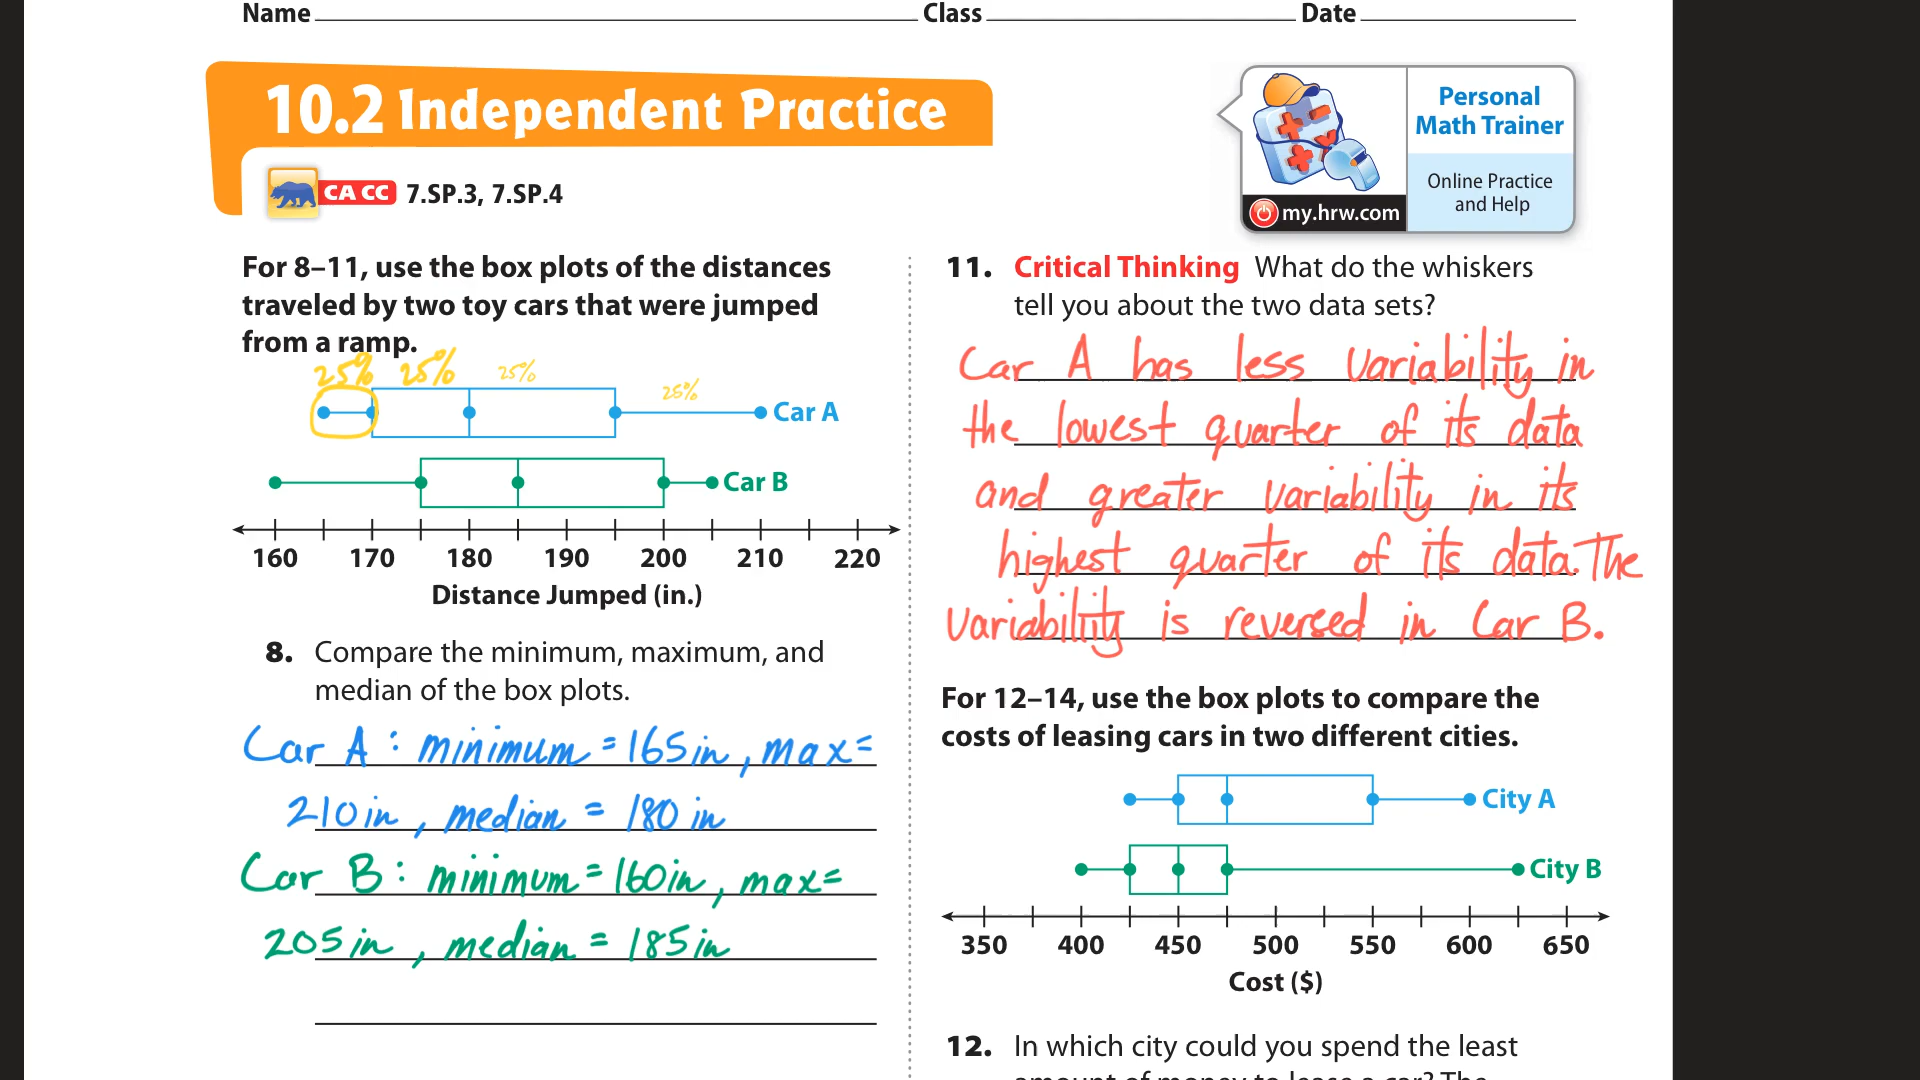 Name Class Date
10.2 Independent Practice
CA CC 7.SP.3, 7.SP.4
Personal
Math Trainer
Online Practice
and Help
my.hrw.com
For 8–11, use the box plots of the distances
traveled by two toy cars that were jumped
from a ramp.
25% 25% 25% 25%
Car A
Car B
160 170 180 190 200 210 220
Distance Jumped (in.)
8. Compare the minimum, maximum, and
median of the box plots.
Car A : minimum = 165 in , max =
210 in , median = 180 in
Car B : minimum = 160 in , max =
205 in , median = 185 in
11. Critical Thinking What do the whiskers
tell you about the two data sets?
Car A has less variability in
the lowest quarter of its data
and greater variability in its
highest quarter of its data. The
variability is reversed in Car B.
For 12–14, use the box plots to compare the
costs of leasing cars in two different cities.
City A
City B
350 400 450 500 550 600 650
Cost ($)
12. In which city could you spend the least
amount of money to lease a car? The